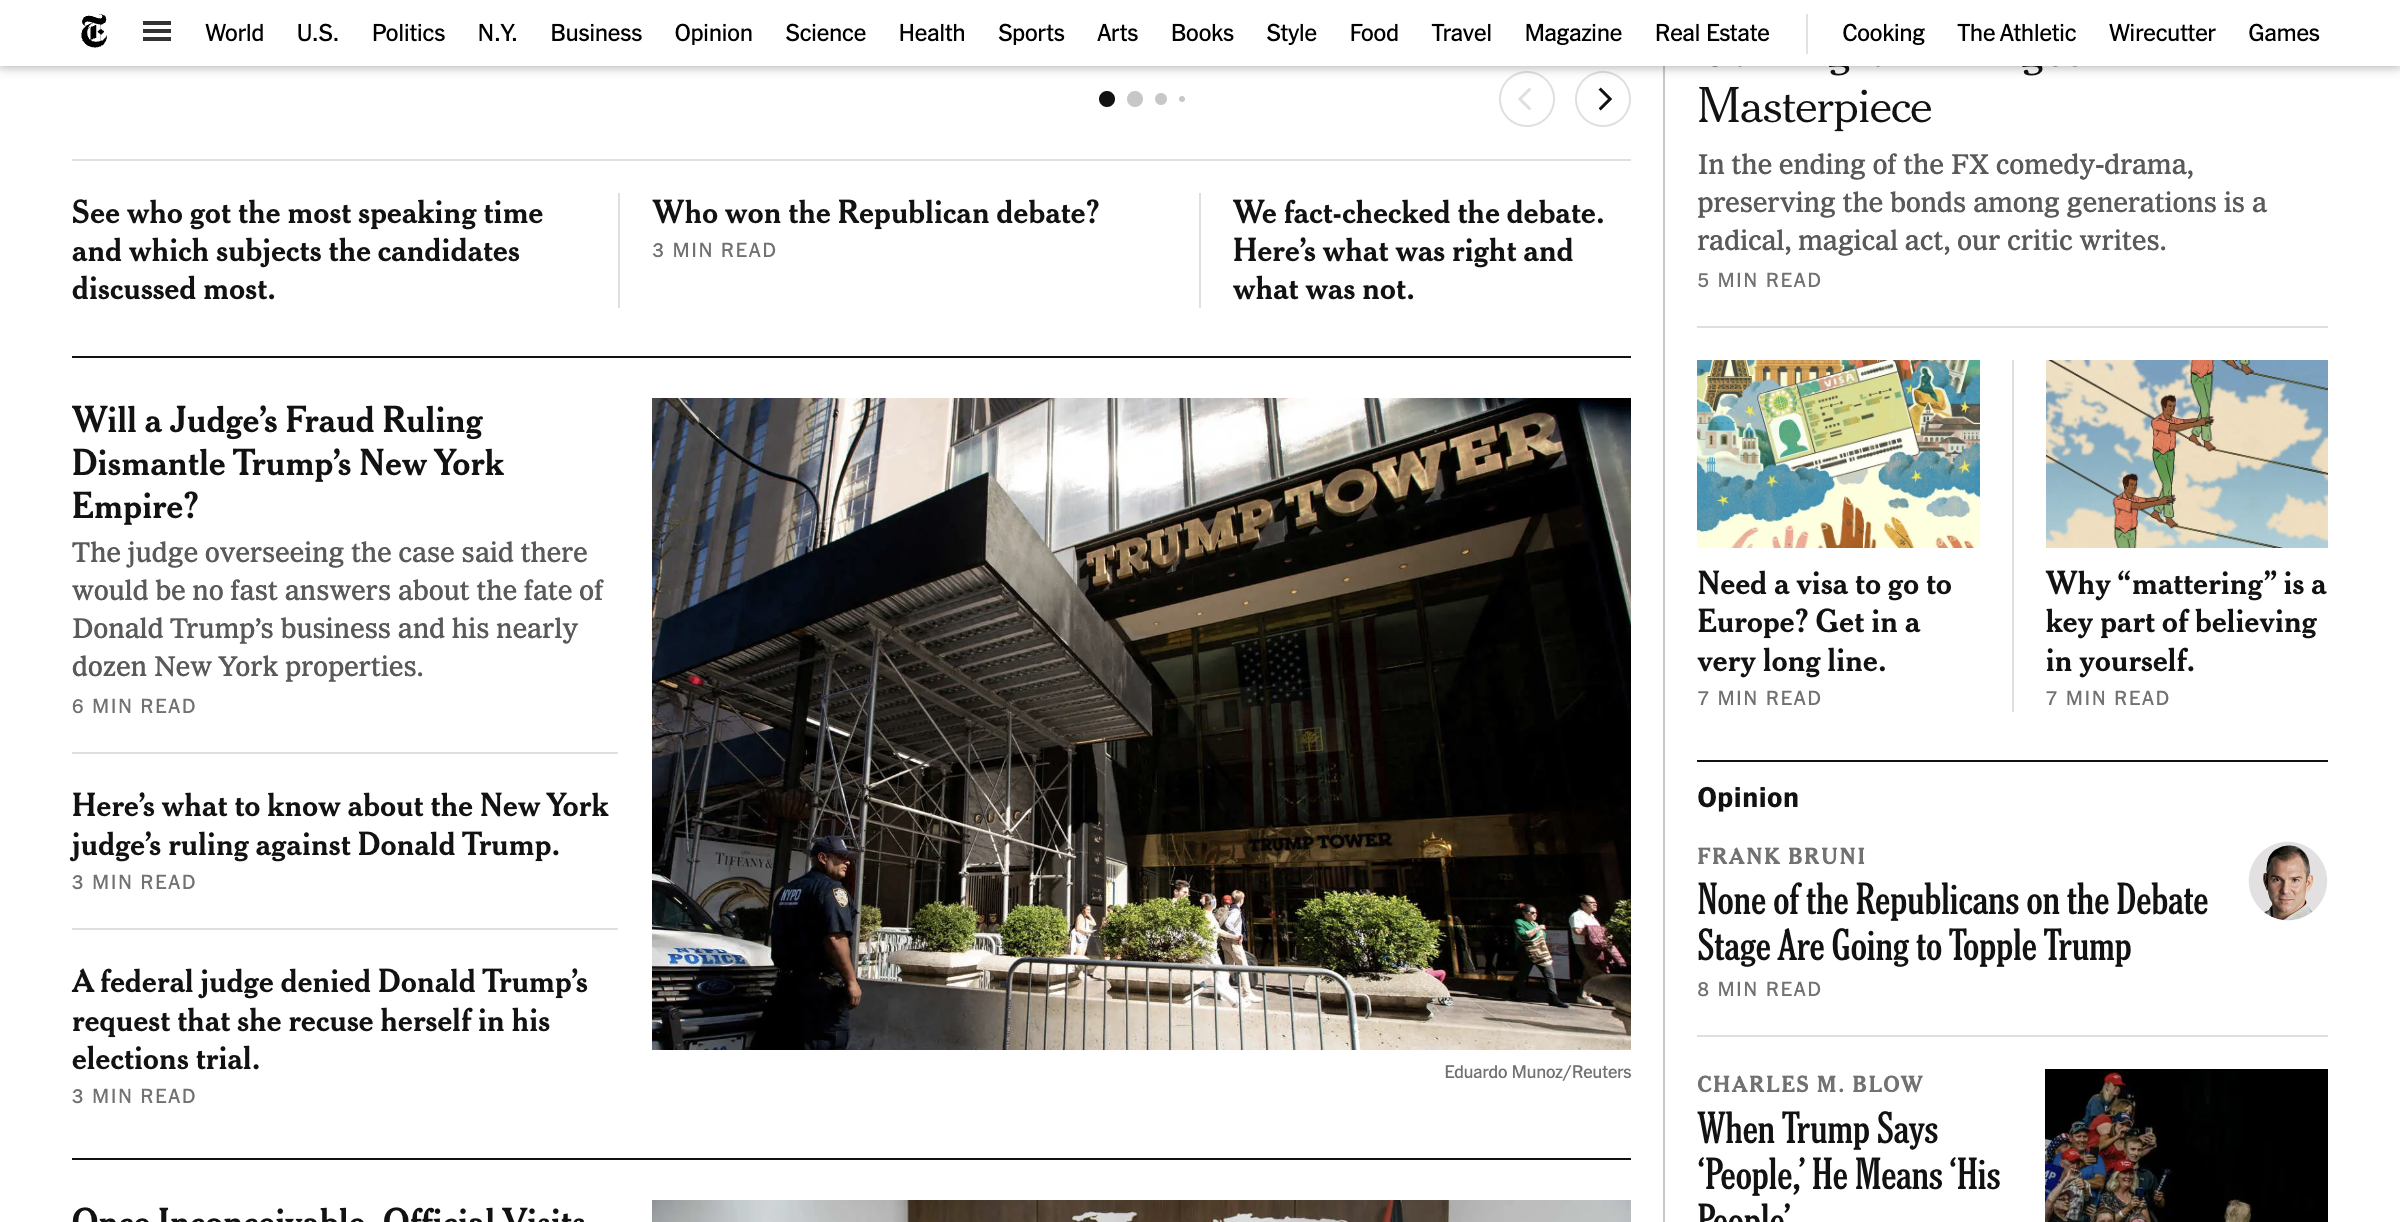 World U.S. Politics N.Y. Business Opinion Science Health Sports Arts Books Style Food Travel Magazine Real Estate Cooking The Athletic Wirecutter Games
See who got the most speaking time
and which subjects the candidates
discussed most.
Who won the Republican debate?
3 MIN READ
We fact-checked the debate.
Here’s what was right and
what was not.
Will a Judge’s Fraud Ruling
Dismantle Trump’s New York
Empire?
The judge overseeing the case said there
would be no fast answers about the fate of
Donald Trump’s business and his nearly
dozen New York properties.
6 MIN READ
Here’s what to know about the New York
judge’s ruling against Donald Trump.
3 MIN READ
A federal judge denied Donald Trump’s
request that she recuse herself in his
elections trial.
3 MIN READ
TRUMP TOWER
TRUMP TOWER
GUCCI
TIFFANY &
NYPD
NYPD
POLICE
Eduardo Munoz/Reuters
Once Inconceivable, Official Visits
Masterpiece
In the ending of the FX comedy-drama,
preserving the bonds among generations is a
radical, magical act, our critic writes.
5 MIN READ
VISA
Need a visa to go to
Europe? Get in a
very long line.
7 MIN READ
Why “mattering” is a
key part of believing
in yourself.
7 MIN READ
Opinion
FRANK BRUNI
None of the Republicans on the Debate
Stage Are Going to Topple Trump
8 MIN READ
CHARLES M. BLOW
When Trump Says
‘People,’ He Means ‘His
People’